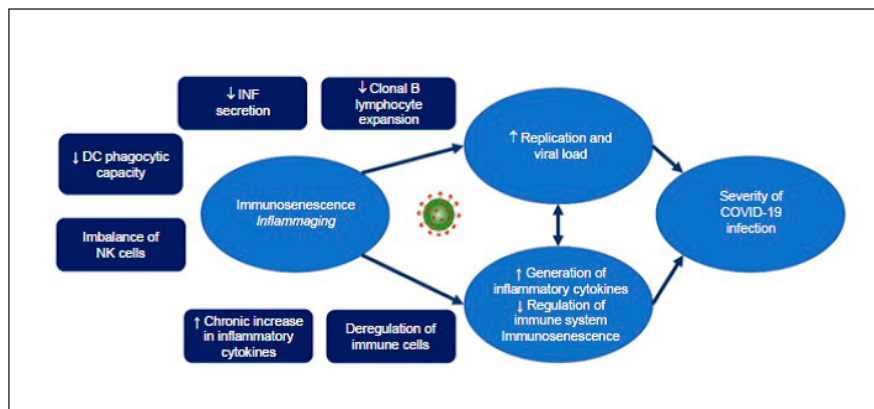 ↓ INF
secretion
↓ Clonal B
lymphocyte
expansion
↓ DC phagocytic
capacity
Imbalance of
NK cells
Immunosenescence
Inflammaging
↑ Replication and
viral load
Severity of
COVID-19
infection
↑ Generation of
inflammatory cytokines
↓ Regulation of
immune system
Immunosenescence
↑ Chronic increase
in inflammatory
cytokines
Deregulation of
immune cells